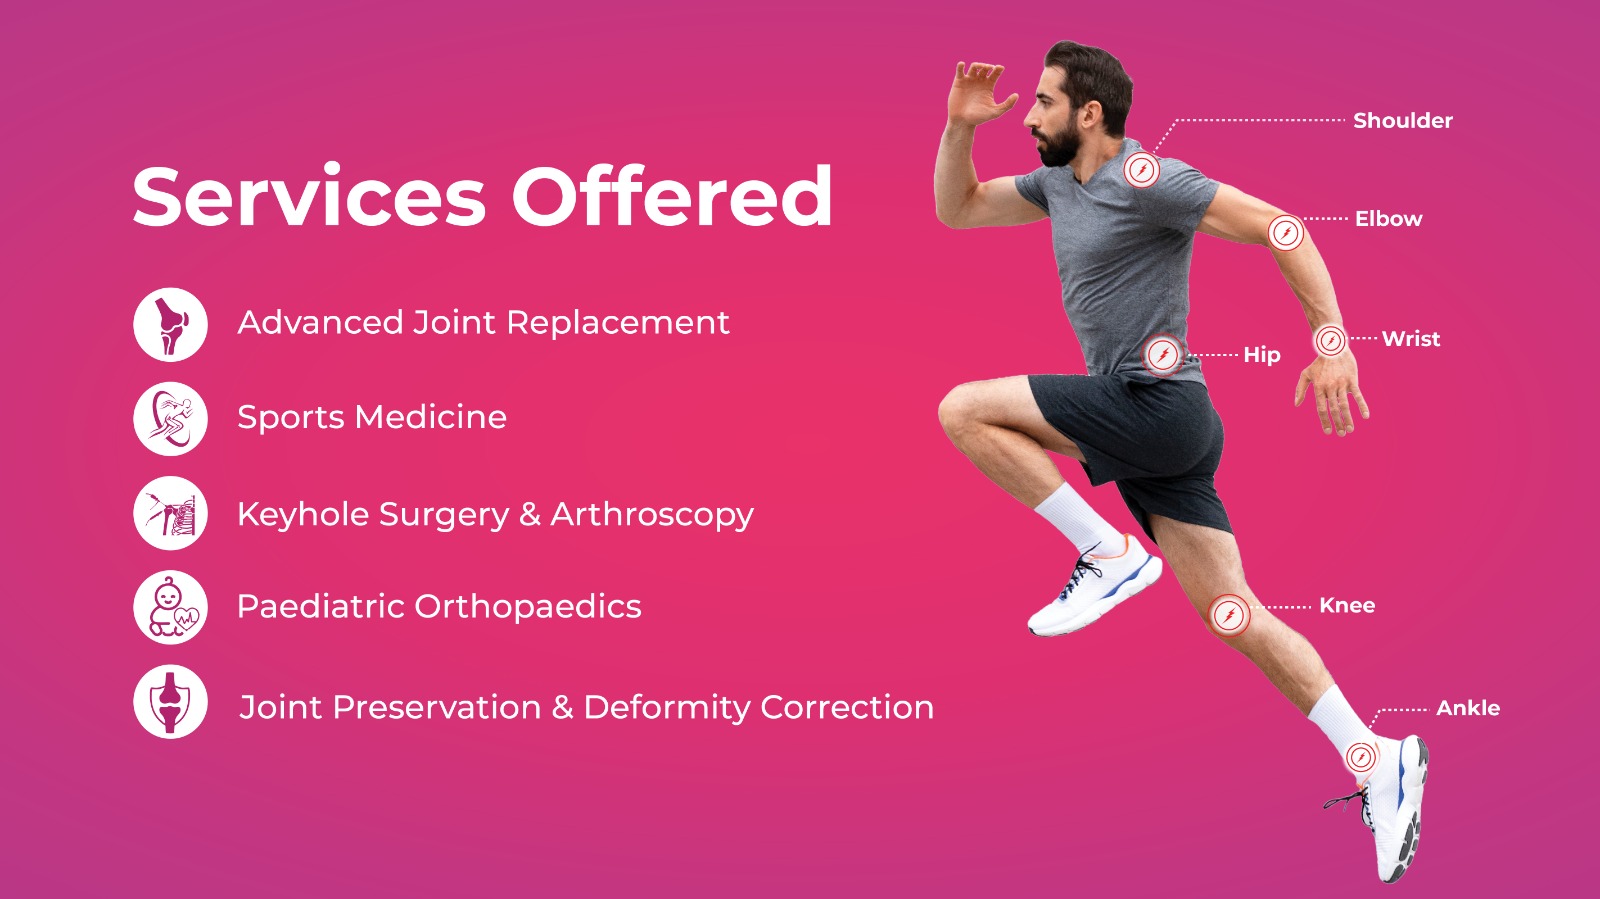 Services Offered
Advanced Joint Replacement
Sports Medicine
Keyhole Surgery & Arthroscopy
Paediatric Orthopaedics
Joint Preservation & Deformity Correction
Shoulder
Elbow
Wrist
Hip
Knee
Ankle